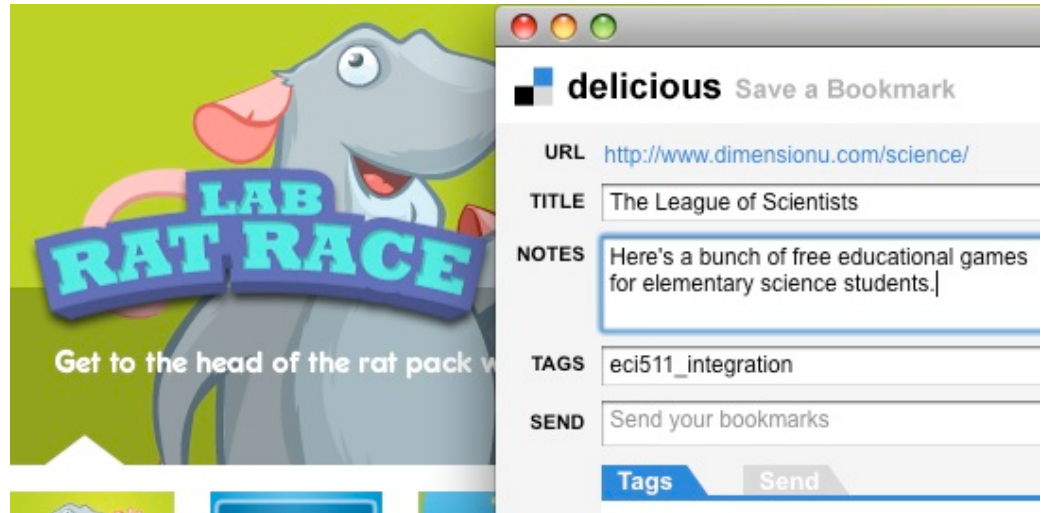 LAB
RAT RACE
Get to the head of the rat pack
delicious Save a Bookmark
URL http://www.dimensionu.com/science/
TITLE The League of Scientists
NOTES Here's a bunch of free educational games
for elementary science students.
TAGS eci511_integration
SEND Send your bookmarks
Tags Send